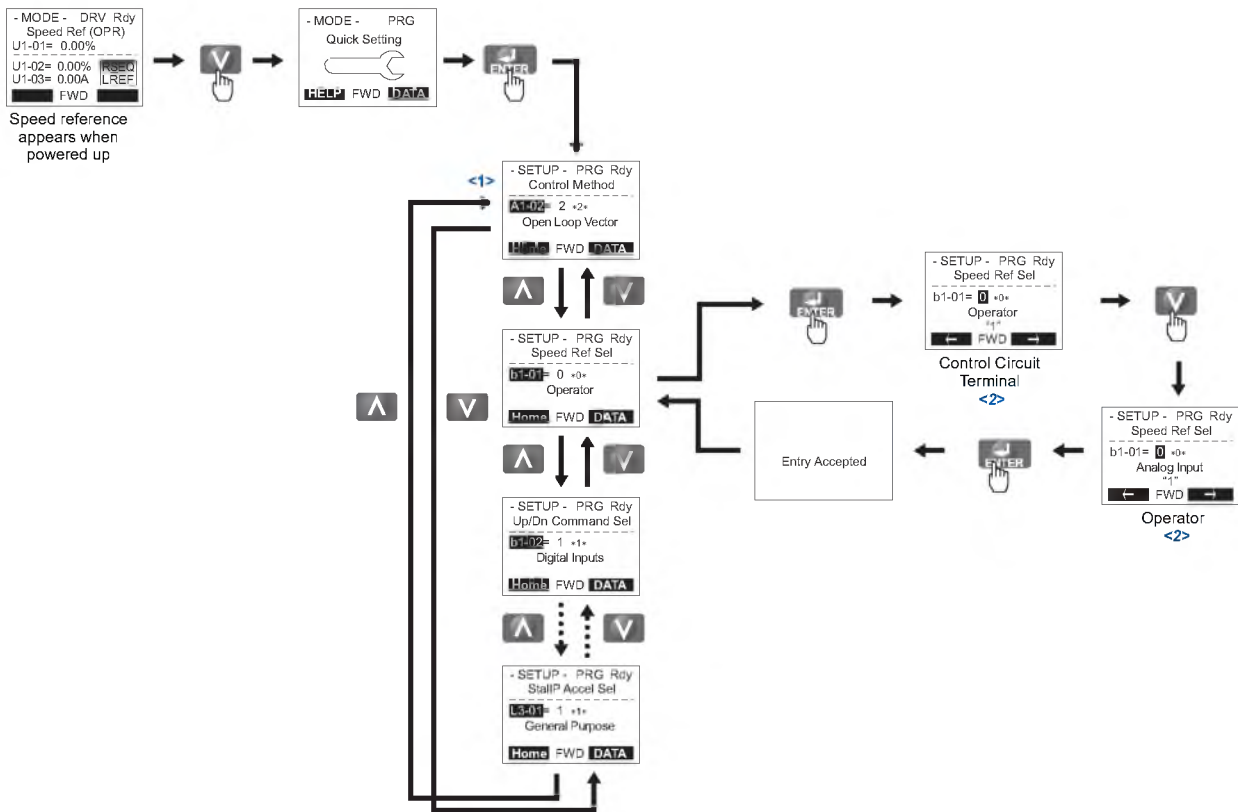 - MODE -   DRV  Rdy
Speed Ref (OPR)
U1-01=  0.00%
U1-02=  0.00%  RSEQ
U1-03=  0.00A  LREF
FWD
Speed reference
appears when
powered up
V
- MODE -   PRG
Quick Setting
HELP  FWD  DATA
ENTER
<1>
- SETUP -  PRG  Rdy
Control Method
A1-02=  2  *2*
Open Loop Vector
Home  FWD  DATA
Λ
V
- SETUP -  PRG  Rdy
Speed Ref Sel
b1-01=  0  *0*
Operator
Home  FWD  DATA
Λ
V
Λ
V
- SETUP -  PRG  Rdy
Up/Dn Command Sel
b1-02=  1  *1*
Digital Inputs
Home  FWD  DATA
Λ
V
- SETUP -  PRG  Rdy
StallP Accel Sel
L3-01=  1  *1*
General Purpose
Home  FWD  DATA
ENTER
- SETUP -  PRG  Rdy
Speed Ref Sel
b1-01=  0  *0*
Operator
"1"
←  FWD  →
Control Circuit
Terminal
<2>
V
- SETUP -  PRG  Rdy
Speed Ref Sel
b1-01=  0  *0*
Analog Input
"1"
←  FWD  →
Operator
<2>
ENTER
Entry Accepted